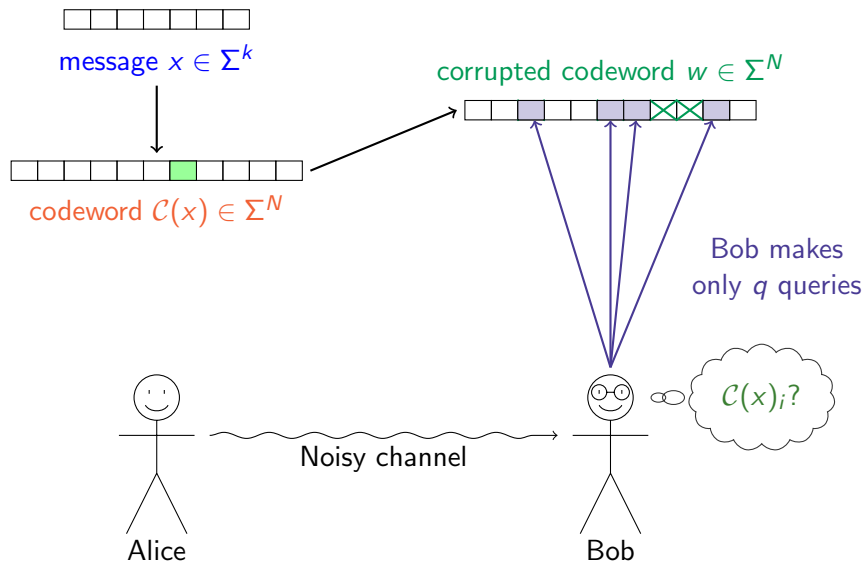 message x ∈ Σ^k
corrupted codeword w ∈ Σ^N
codeword 𝒞(x) ∈ Σ^N
Bob makes
only q queries
𝒞(x)_i?
Noisy channel
Alice
Bob